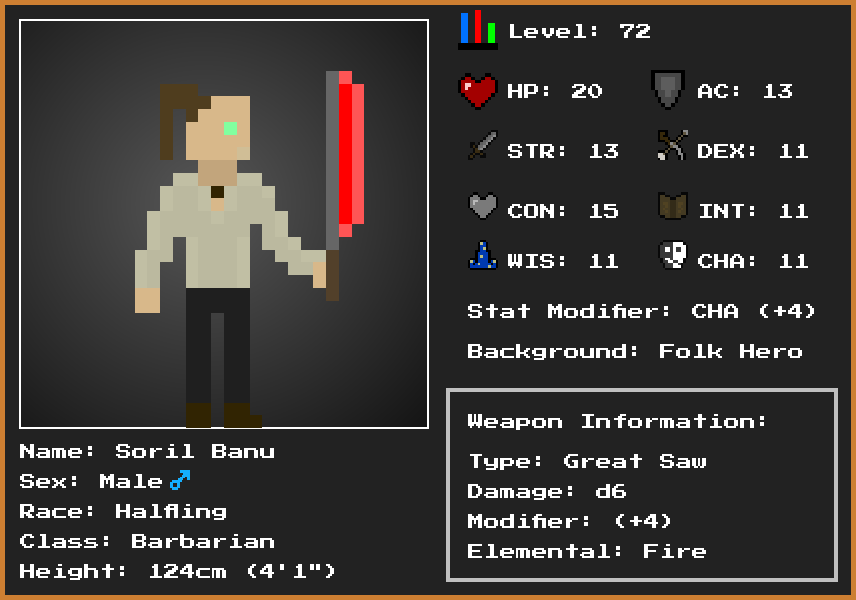 Level: 72
HP: 20 AC: 13
STR: 13 DEX: 11
CON: 15 INT: 11
WIS: 11 CHA: 11
Stat Modifier: CHA (+4)
Background: Folk Hero
Weapon Information:
Type: Great Saw
Damage: d6
Modifier: (+4)
Elemental: Fire
Name: Soril Banu
Sex: Male♂
Race: Halfling
Class: Barbarian
Height: 124cm (4'1")